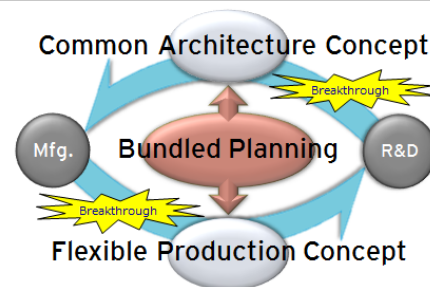 Common Architecture Concept
Breakthrough
Mfg.
Bundled Planning
R&D
Breakthrough
Flexible Production Concept